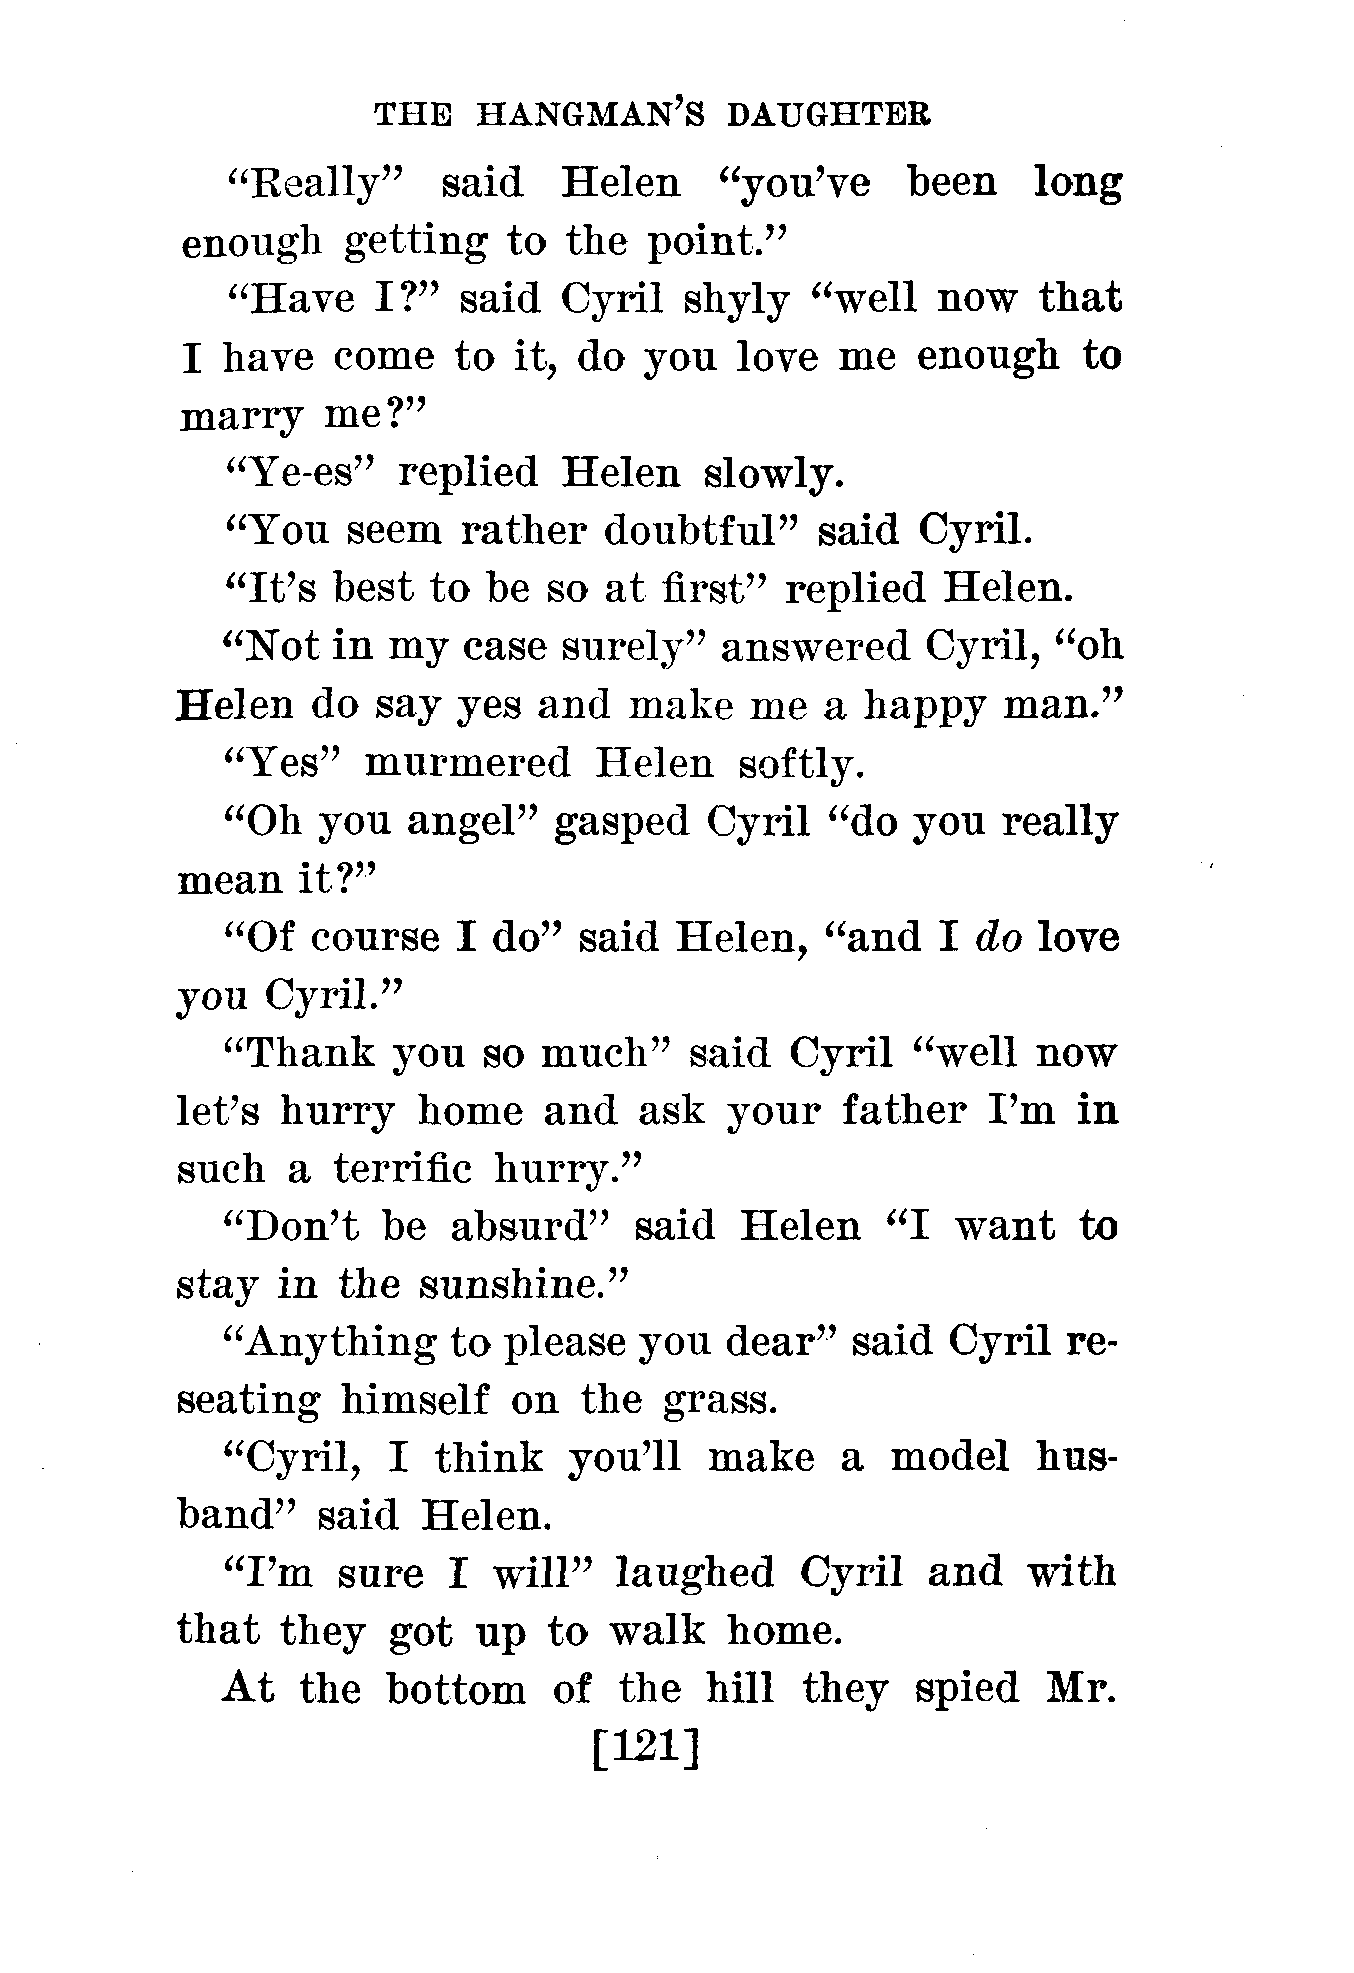 THE HANGMAN'S DAUGHTER
“Really” said Helen “you've been long
enough getting to the point.”
“Have I?” said Cyril shyly “well now that
I have come to it, do you love me enough to
marry me?”
“Ye-es” replied Helen slowly.
“You seem rather doubtful” said Cyril.
“It's best to be so at first” replied Helen.
“Not in my case surely” answered Cyril, “oh
Helen do say yes and make me a happy man.”
“Yes” murmered Helen softly.
“Oh you angel” gasped Cyril “do you really
mean it?”
“Of course I do” said Helen, “and I do love
you Cyril.”
“Thank you so much” said Cyril “well now
let's hurry home and ask your father I'm in
such a terrific hurry.”
“Don't be absurd” said Helen “I want to
stay in the sunshine.”
“Anything to please you dear” said Cyril re-
seating himself on the grass.
“Cyril, I think you'll make a model hus-
band” said Helen.
“I'm sure I will” laughed Cyril and with
that they got up to walk home.
At the bottom of the hill they spied Mr.
[121]